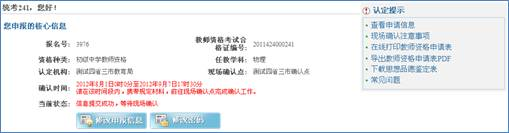 统考241，您好！
您申报的核心信息
报名号： 3976 教师资格考试合格证编号： 2011424000241
资格种类： 初级中学教师资格 任教学科： 物理
认定机构： 测试四省三市教育局 现场确认点： 测试四省三市确认点
确认时间： 2012年8月1日0时0分至2012年9月7日17时30分
请在该时间段内，携带规定材料，前往现场确认点完成确认工作。
当前状态： 信息提交成功，等待现场确认
修改申报信息 修改密码
认定提示
查看申请信息
现场确认注意事项
在线打印教师资格申请表
导出教师资格申请表PDF
下载思想品德鉴定表
常见问题